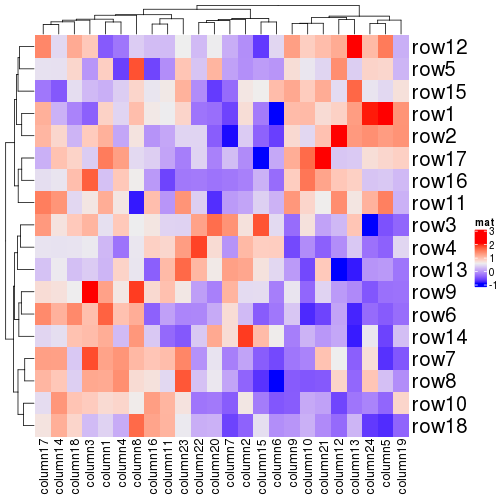 row12
row5
row15
row1
row2
row17
row16
row11
row3
row4
row13
row9
row6
row14
row7
row8
row10
row18
mat
3
2
1
0
-1
column17
column14
column18
column3
column1
column4
column8
column16
column11
column23
column22
column20
column7
column2
column15
column6
column9
column10
column21
column12
column13
column24
column5
column19